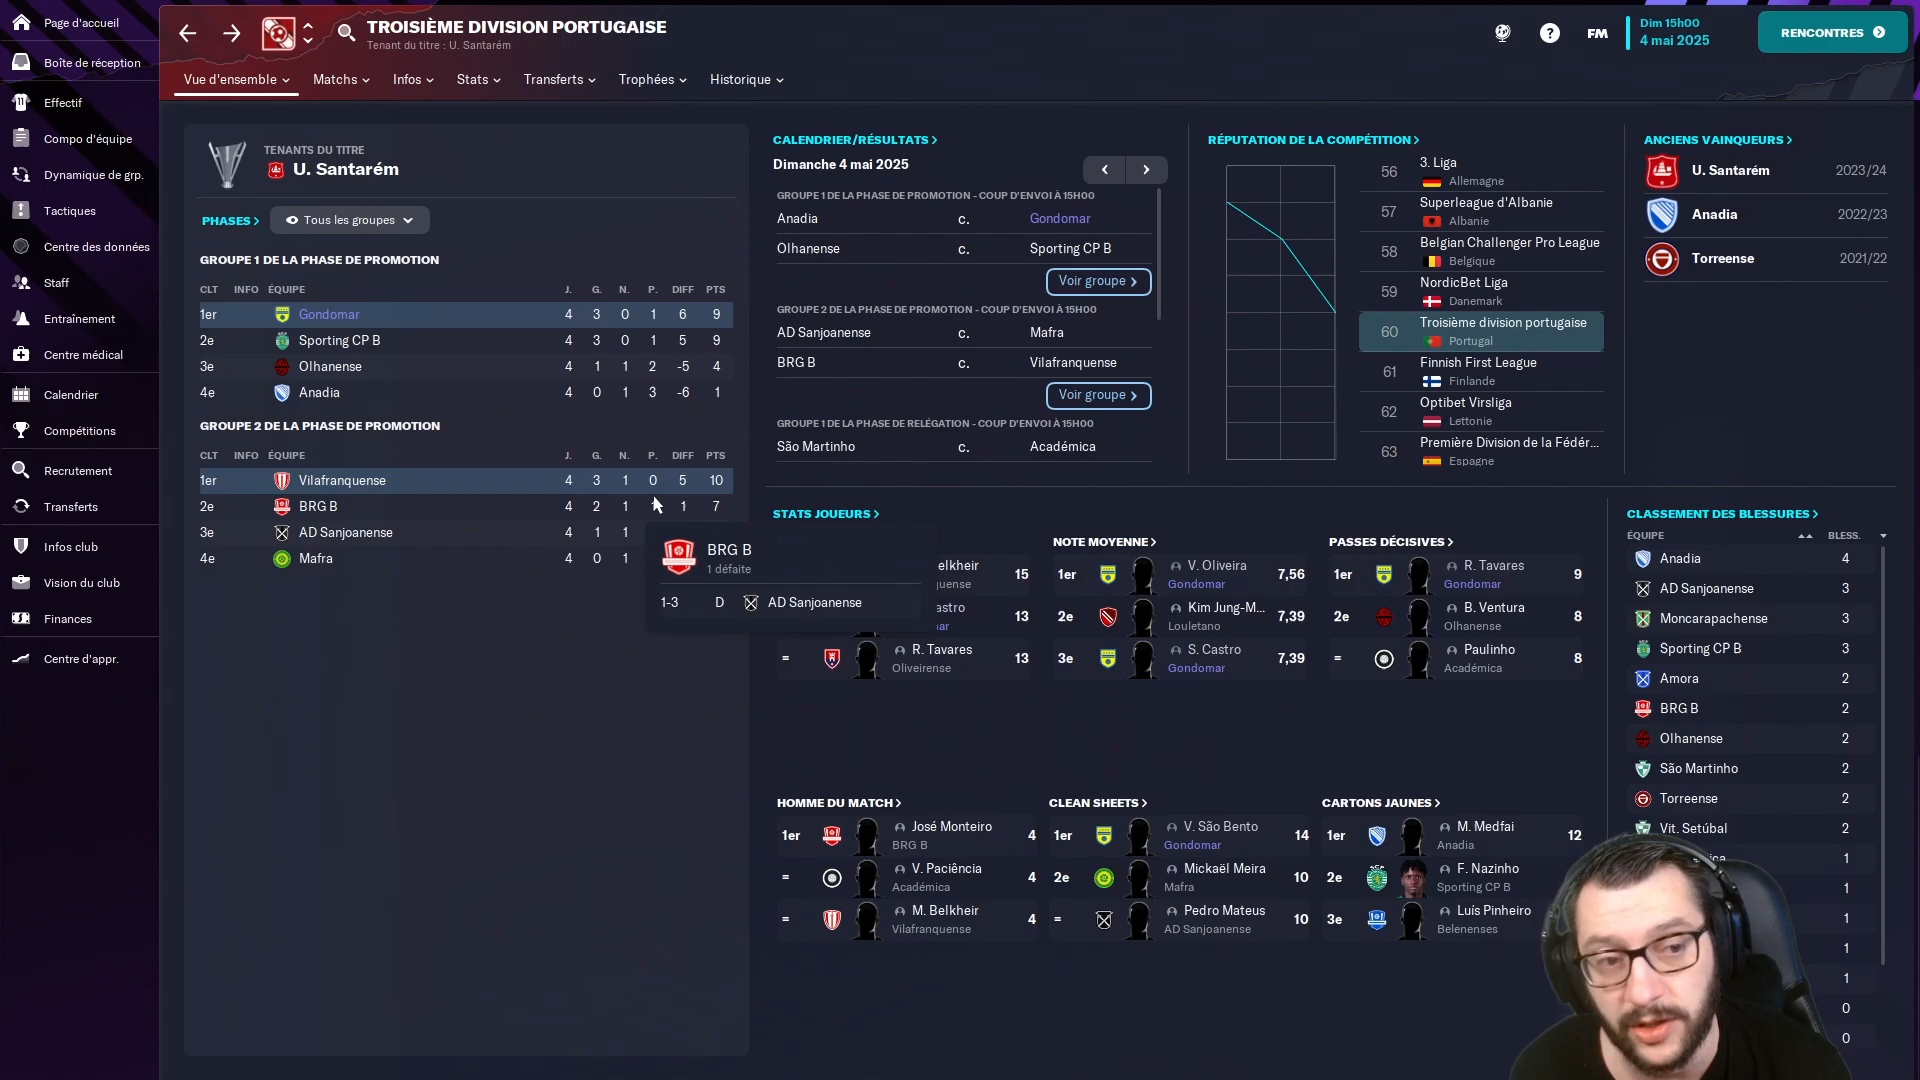 Page d'accueil
Boîte de réception
Effectif
Compo d'équipe
Dynamique de grp.
Tactiques
Centre des données
Staff
Entraînement
Centre médical
Calendrier
Compétitions
Recrutement
Transferts
Infos club
Vision du club
Finances
Centre d'appr.
TROISIÈME DIVISION PORTUGAISE
Tenant du titre : U. Santarém
? FM
Dim 15h00
4 mai 2025
RENCONTRES
Vue d'ensemble Matchs Infos Stats Transferts Trophées Historique
TENANTS DU TITRE
U. Santarém
PHASES Tous les groupes
GROUPE 1 DE LA PHASE DE PROMOTION
CLT INFO ÉQUIPE J. G. N. P. DIFF PTS
1er Gondomar 4 3 0 1 6 9
2e Sporting CP B 4 3 0 1 5 9
3e Olhanense 4 1 1 2 -5 4
4e Anadia 4 0 1 3 -6 1
GROUPE 2 DE LA PHASE DE PROMOTION
CLT INFO ÉQUIPE J. G. N. P. DIFF PTS
1er Vilafranquense 4 3 1 0 5 10
2e BRG B 4 2 1 1 7
3e AD Sanjoanense 4 1 1
4e Mafra 4 0 1
BRG B
1 défaite
1-3 D AD Sanjoanense
CALENDRIER/RÉSULTATS
Dimanche 4 mai 2025
GROUPE 1 DE LA PHASE DE PROMOTION - COUP D'ENVOI À 15H00
Anadia c. Gondomar
Olhanense c. Sporting CP B
Voir groupe
GROUPE 2 DE LA PHASE DE PROMOTION - COUP D'ENVOI À 15H00
AD Sanjoanense c. Mafra
BRG B c. Vilafranquense
Voir groupe
GROUPE 1 DE LA PHASE DE RELÉGATION - COUP D'ENVOI À 15H00
São Martinho c. Académica
RÉPUTATION DE LA COMPÉTITION
56 3. Liga
Allemagne
57 Superleague d'Albanie
Albanie
58 Belgian Challenger Pro League
Belgique
59 NordicBet Liga
Danemark
60 Troisième division portugaise
Portugal
61 Finnish First League
Finlande
62 Optibet Virsliga
Lettonie
63 Première Division de la Fédér...
Espagne
ANCIENS VAINQUEURS
U. Santarém 2023/24
Anadia 2022/23
Torreense 2021/22
STATS JOUEURS
elkheir 15
quense
astro 13
mar
= R. Tavares 13
Oliveirense
NOTE MOYENNE
1er V. Oliveira 7,56
Gondomar
2e Kim Jung-M... 7,39
Louletano
3e S. Castro 7,39
Gondomar
PASSES DÉCISIVES
1er R. Tavares 9
Gondomar
2e B. Ventura 8
Olhanense
= Paulinho 8
Académica
HOMME DU MATCH
1er José Monteiro 4
BRG B
= V. Paciência 4
Académica
= M. Belkheir 4
Vilafranquense
CLEAN SHEETS
1er V. São Bento 14
Gondomar
2e Mickaël Meira 10
Mafra
= Pedro Mateus 10
AD Sanjoanense
CARTONS JAUNES
1er M. Medfai 12
Anadia
2e F. Nazinho
Sporting CP B
3e Luís Pinheiro
Belenenses
CLASSEMENT DES BLESSURES
ÉQUIPE BLESS.
Anadia 4
AD Sanjoanense 3
Moncarapachense 3
Sporting CP B 3
Amora 2
BRG B 2
Olhanense 2
São Martinho 2
Torreense 2
Vit. Setúbal 2
1
1
1
1
1
0
0